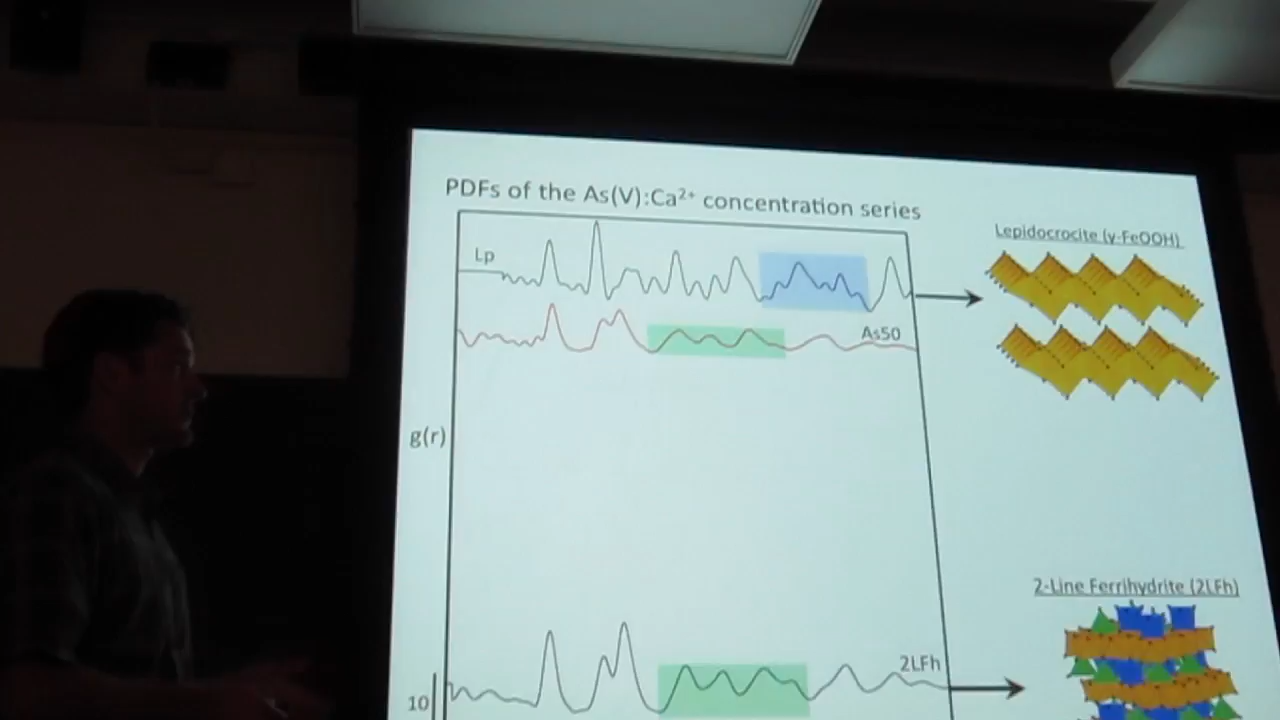 PDFs of the As(V):Ca²⁺ concentration series
Lepidocrocite (γ-FeOOH)
Lp
As50
g(r)
2-Line Ferrihydrite (2LFh)
2LFh
10